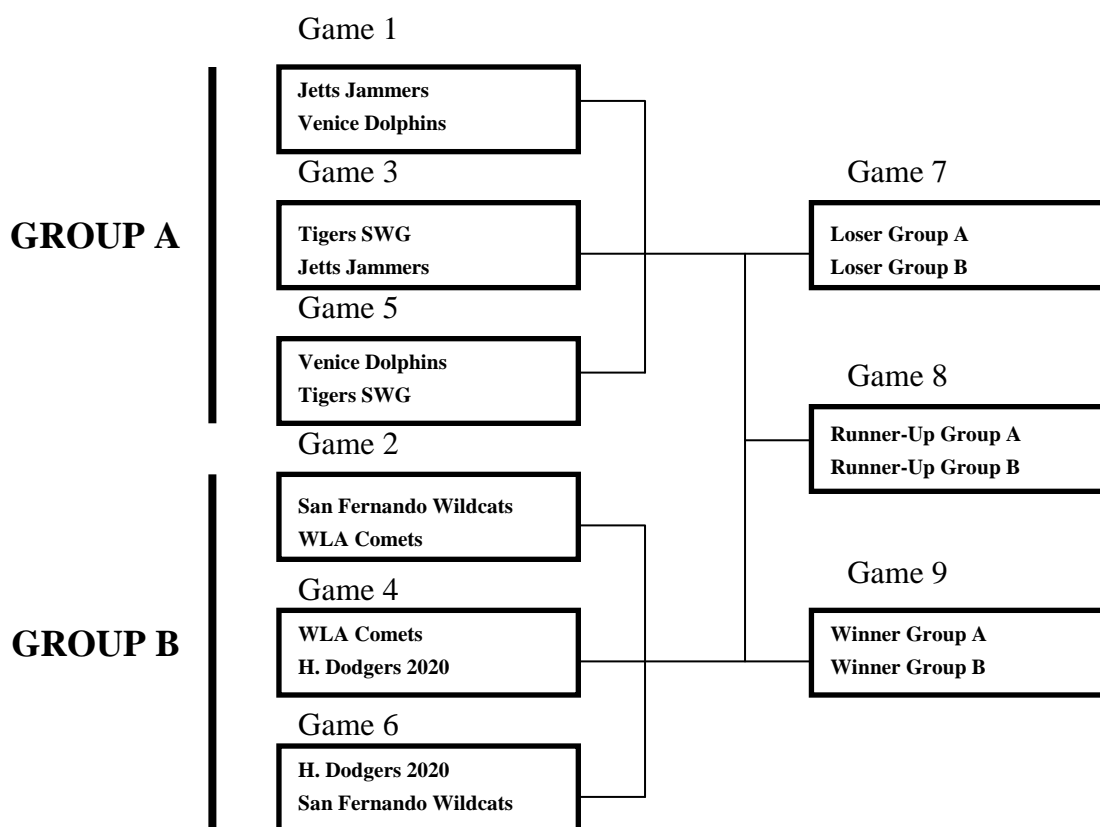 Game 1
Jetts Jammers
Venice Dolphins
Game 3
GROUP A
Tigers SWG
Jetts Jammers
Game 5
Venice Dolphins
Tigers SWG
Game 2
San Fernando Wildcats
WLA Comets
Game 4
GROUP B
WLA Comets
H. Dodgers 2020
Game 6
H. Dodgers 2020
San Fernando Wildcats
Game 7
Loser Group A
Loser Group B
Game 8
Runner-Up Group A
Runner-Up Group B
Game 9
Winner Group A
Winner Group B